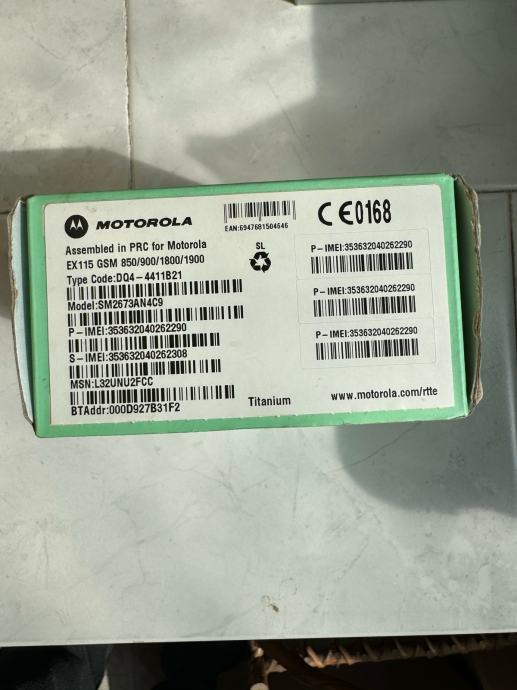 MOTOROLA
EAN:6947681504646
CE0168
Assembled in PRC for Motorola
EX115 GSM 850/900/1800/1900
Type Code:DQ4-4411B21
SL
Model:SM2673AN4C9
P-IMEI:353632040262290
S-IMEI:353632040262308
MSN:L32UNU2FCC
BTAddr:000D927B31F2
P-IMEI:353632040262290
P-IMEI:353632040262290
P-IMEI:353632040262290
Titanium
www.motorola.com/rtte